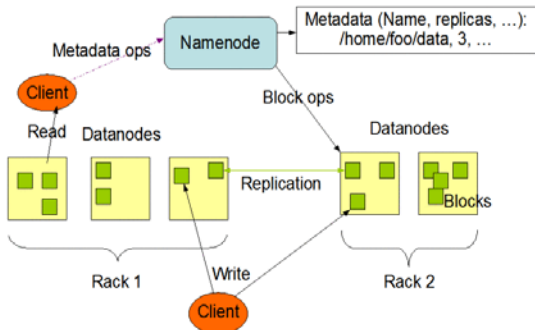 Metadata (Name, replicas, …):
/home/foo/data, 3, …
Namenode
Metadata ops
Client
Block ops
Read
Datanodes
Datanodes
Replication
Blocks
Rack 1
Write
Rack 2
Client